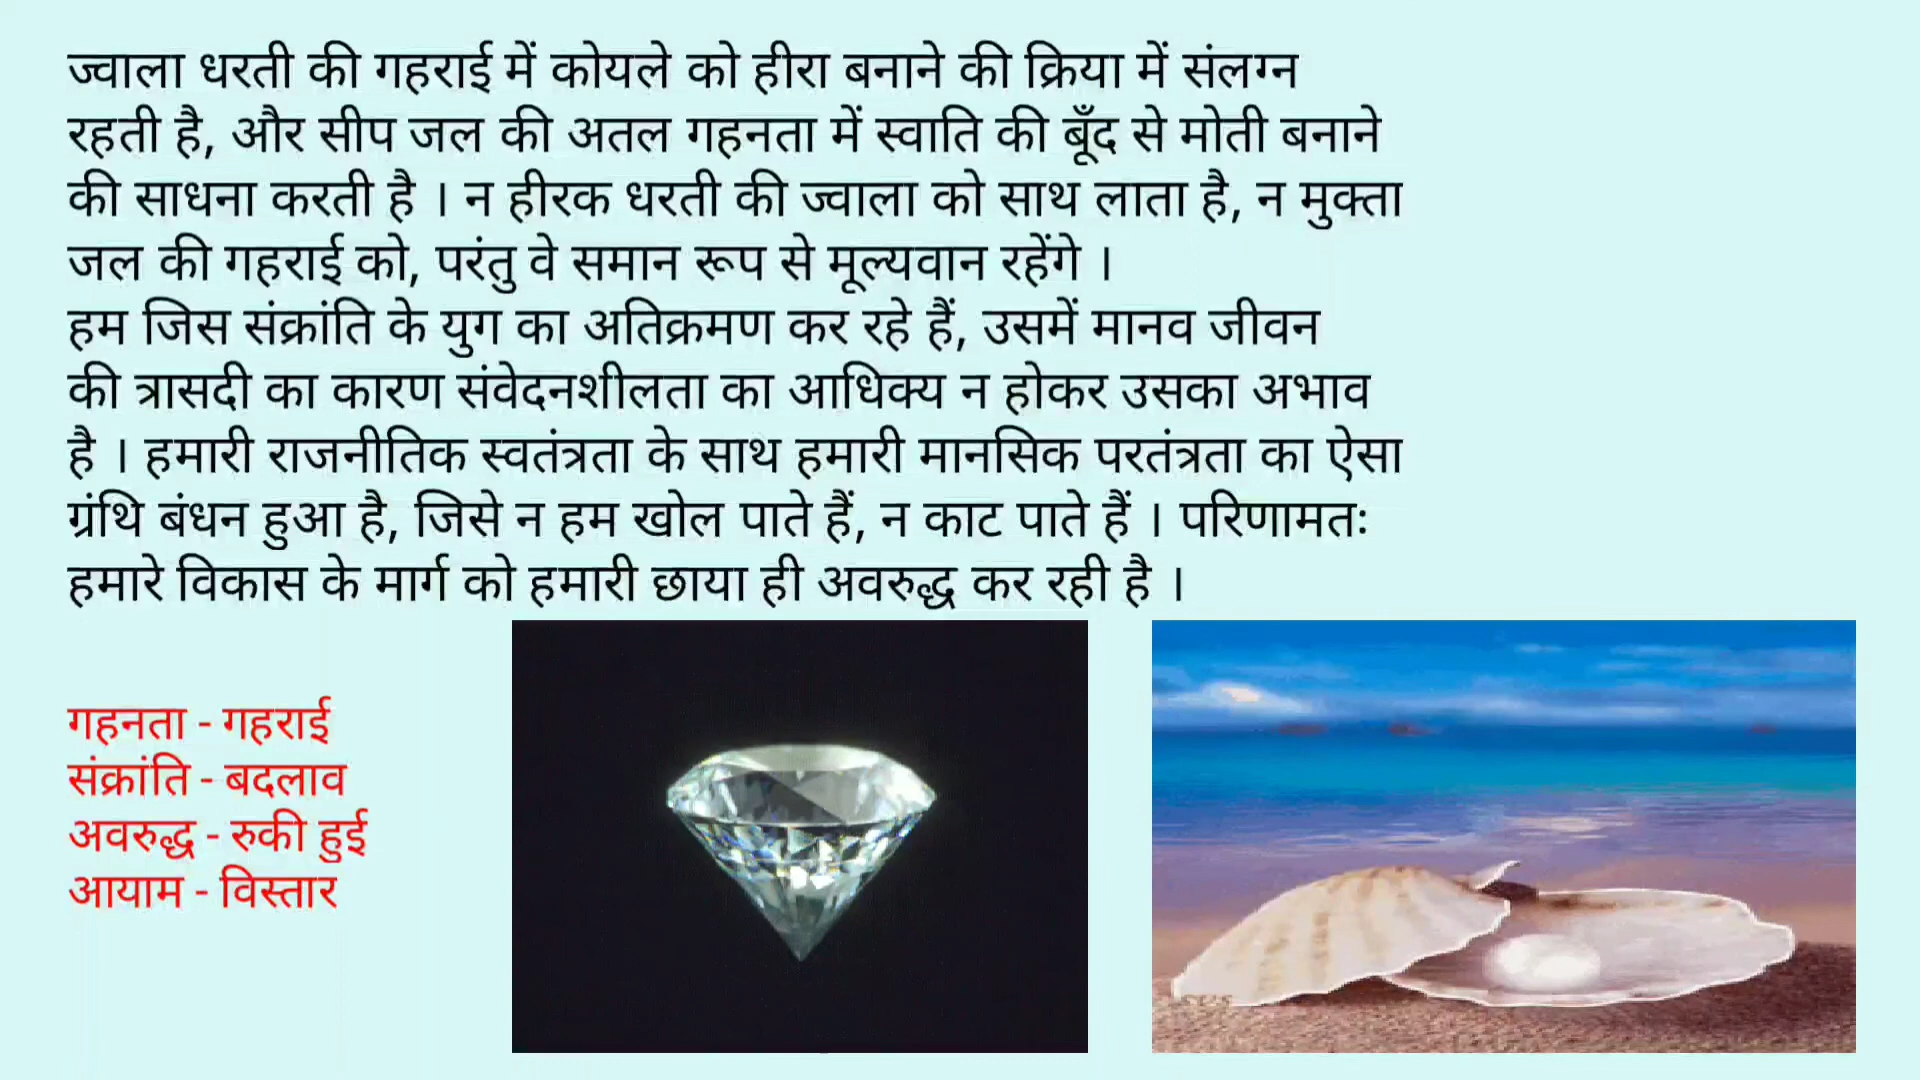 ज्वाला धरती की गहराई में कोयले को हीरा बनाने की क्रिया में संलग्न
रहती है, और सीप जल की अतल गहनता में स्वाति की बूँद से मोती बनाने
की साधना करती है । न हीरक धरती की ज्वाला को साथ लाता है, न मुक्ता
जल की गहराई को, परंतु वे समान रूप से मूल्यवान रहेंगे ।
हम जिस संक्रांति के युग का अतिक्रमण कर रहे हैं, उसमें मानव जीवन
की त्रासदी का कारण संवेदनशीलता का आधिक्य न होकर उसका अभाव
है । हमारी राजनीतिक स्वतंत्रता के साथ हमारी मानसिक परतंत्रता का ऐसा
ग्रंथि बंधन हुआ है, जिसे न हम खोल पाते हैं, न काट पाते हैं । परिणामतः
हमारे विकास के मार्ग को हमारी छाया ही अवरुद्ध कर रही है ।
गहनता - गहराई
संक्रांति - बदलाव
अवरुद्ध - रुकी हुई
आयाम - विस्तार